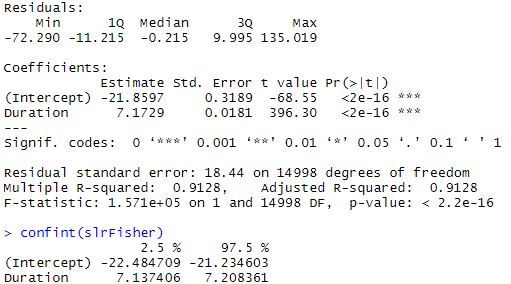 Residuals:
    Min      1Q  Median      3Q     Max
-72.290 -11.215  -0.215   9.995 135.019

Coefficients:
            Estimate Std. Error t value Pr(>|t|)
(Intercept) -21.8597     0.3189  -68.55   <2e-16 ***
Duration      7.1729     0.0181  396.30   <2e-16 ***
---
Signif. codes:  0 ‘***’ 0.001 ‘**’ 0.01 ‘*’ 0.05 ‘.’ 0.1 ‘ ’ 1

Residual standard error: 18.44 on 14998 degrees of freedom
Multiple R-squared:  0.9128,    Adjusted R-squared:  0.9128
F-statistic: 1.571e+05 on 1 and 14998 DF,  p-value: < 2.2e-16

> confint(slrFisher)
                 2.5 %     97.5 %
(Intercept) -22.484709 -21.234603
Duration      7.137406   7.208361